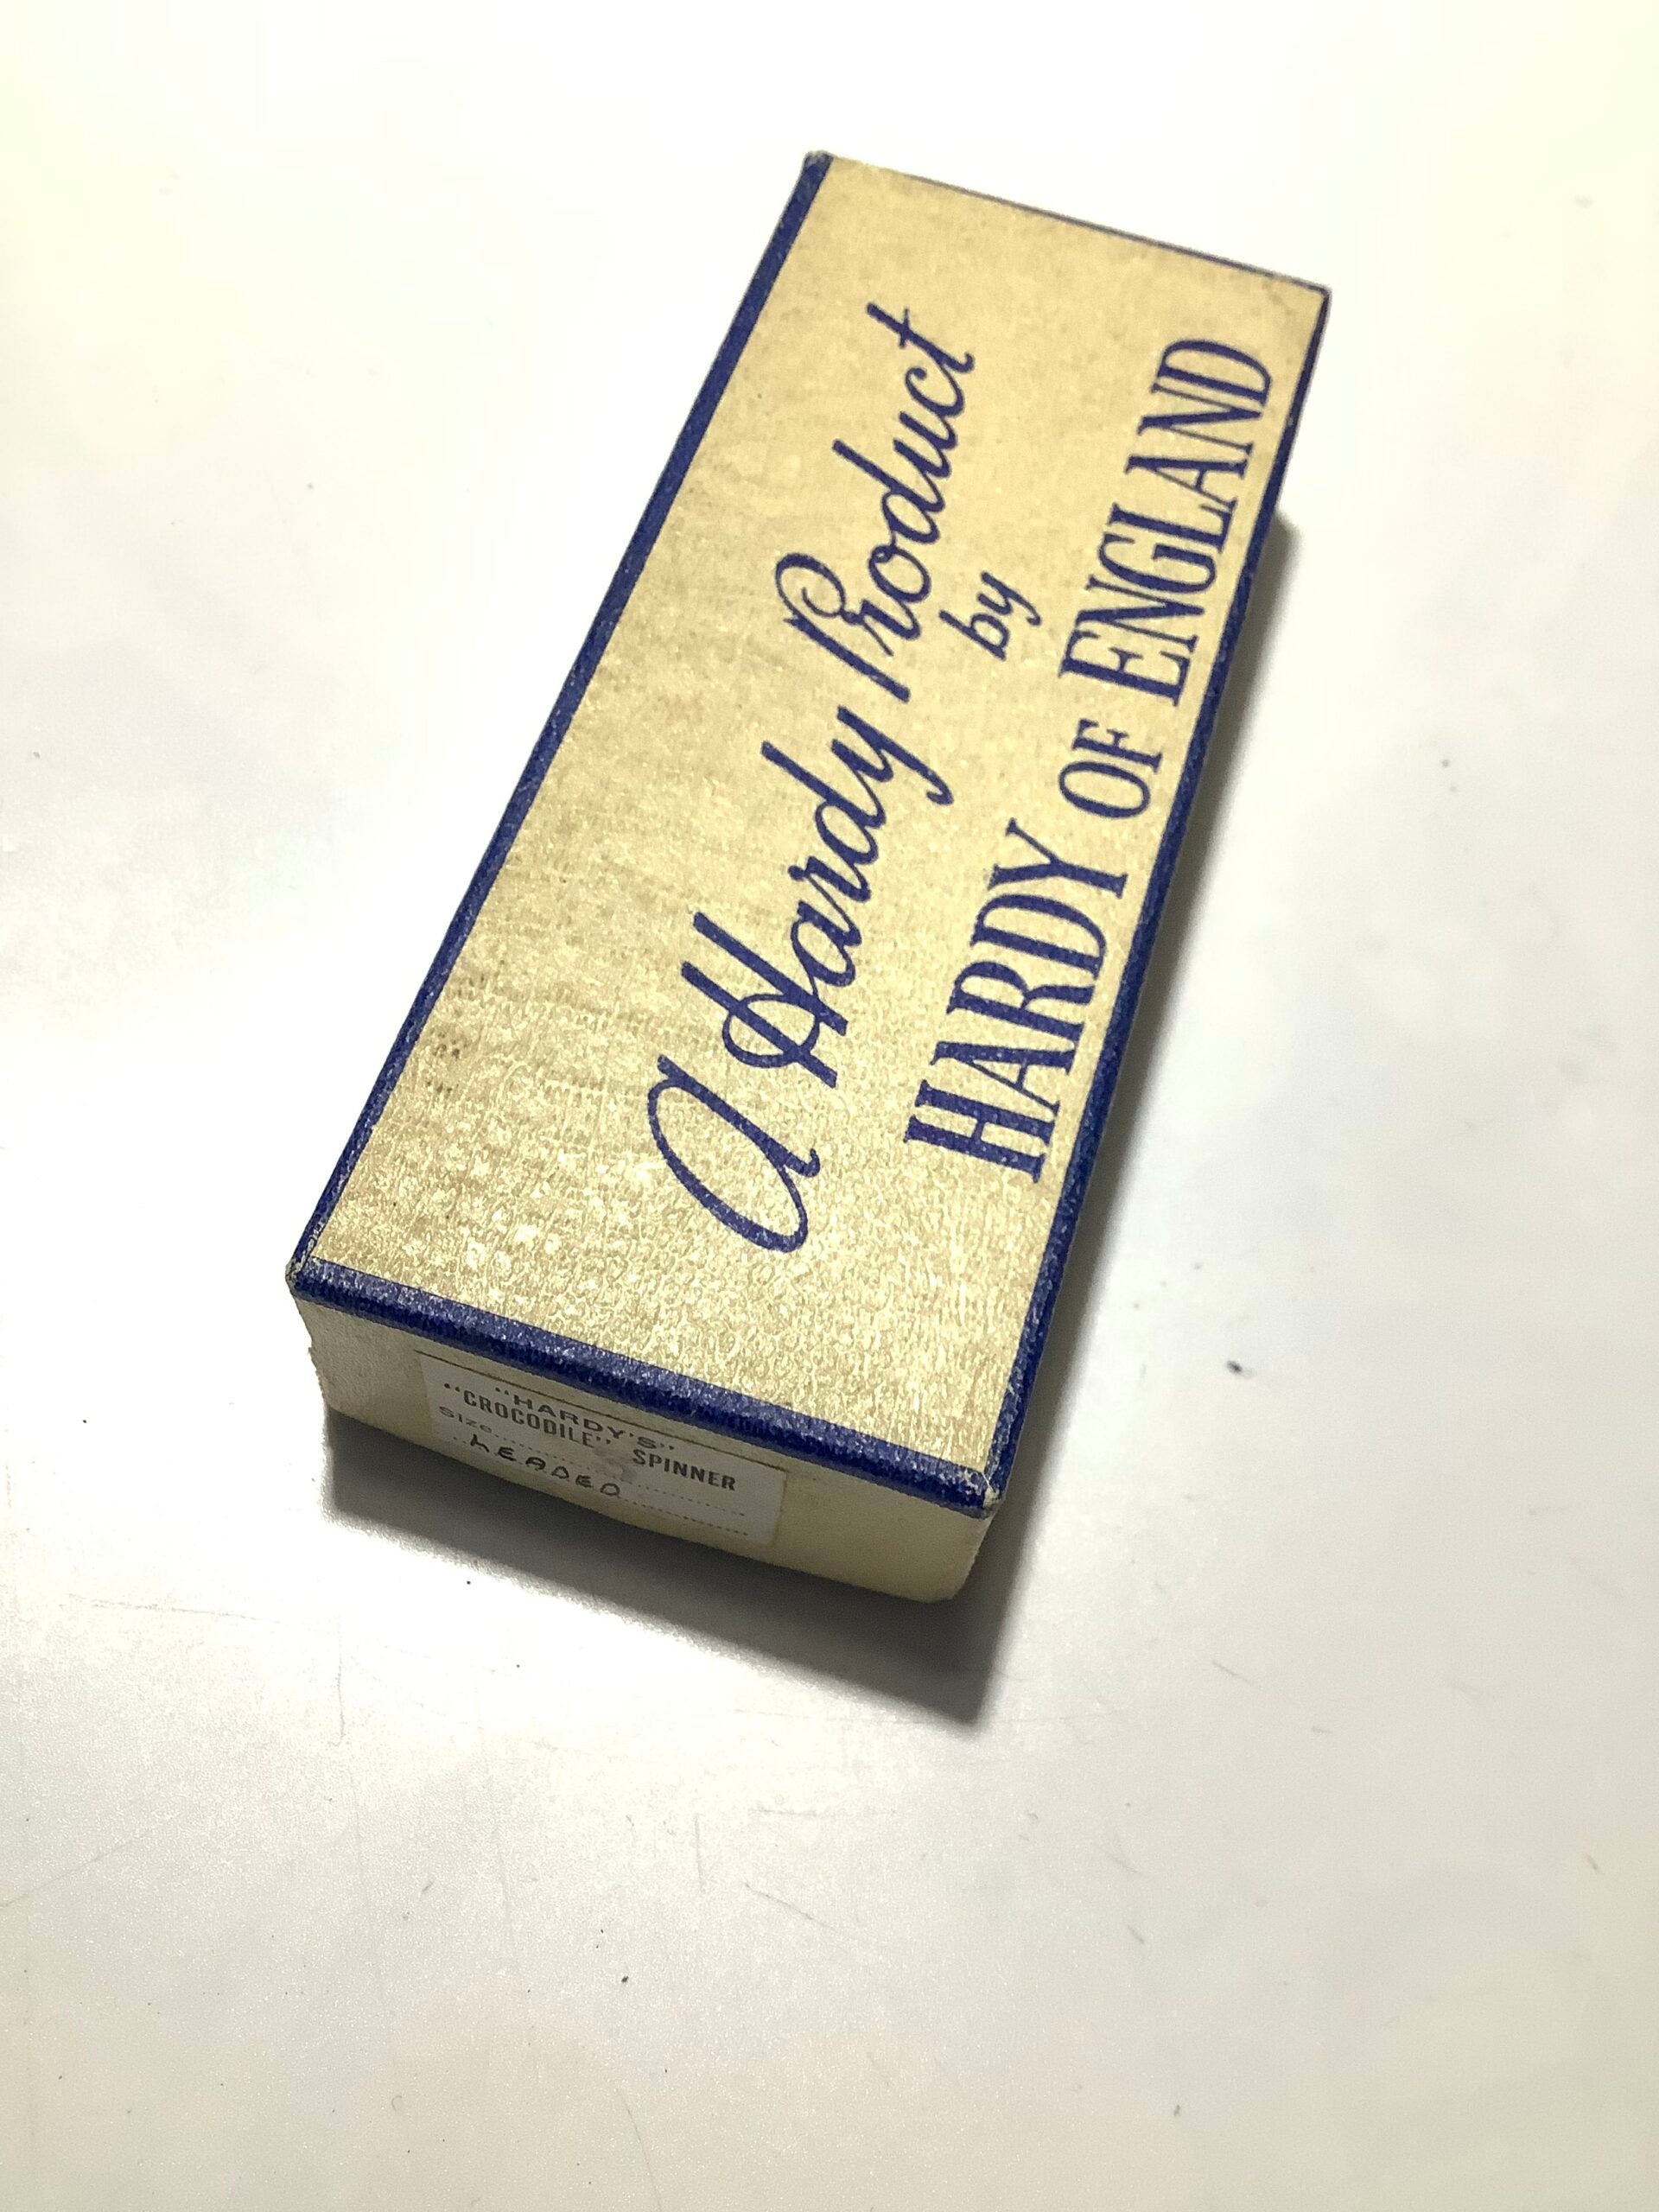 A Hardy Product
by
HARDY OF ENGLAND
"HARDY'S"
"CROCODILE" SPINNER
Size
LEADED